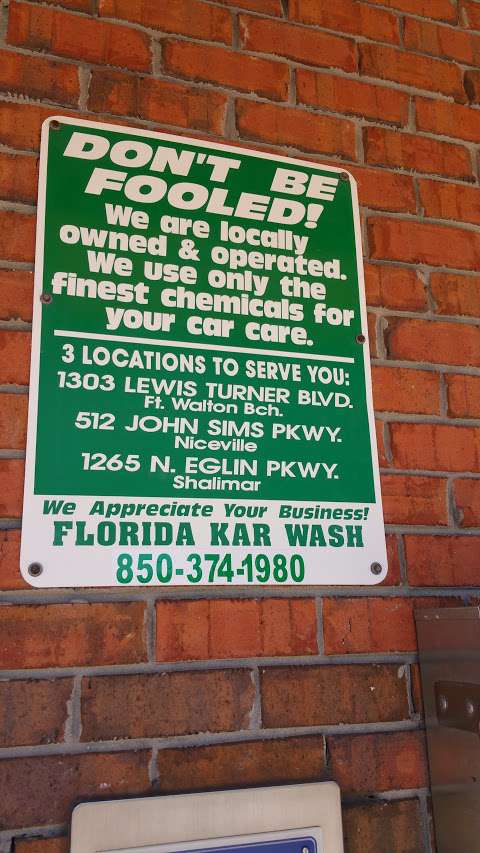 DON'T BE
FOOLED!
We are locally
owned & operated.
We use only the
finest chemicals for
your car care.
3 LOCATIONS TO SERVE YOU:
1303 LEWIS TURNER BLVD.
Ft. Walton Bch.
512 JOHN SIMS PKWY.
Niceville
1265 N. EGLIN PKWY.
Shalimar
We Appreciate Your Business!
FLORIDA KAR WASH
850-374-1980